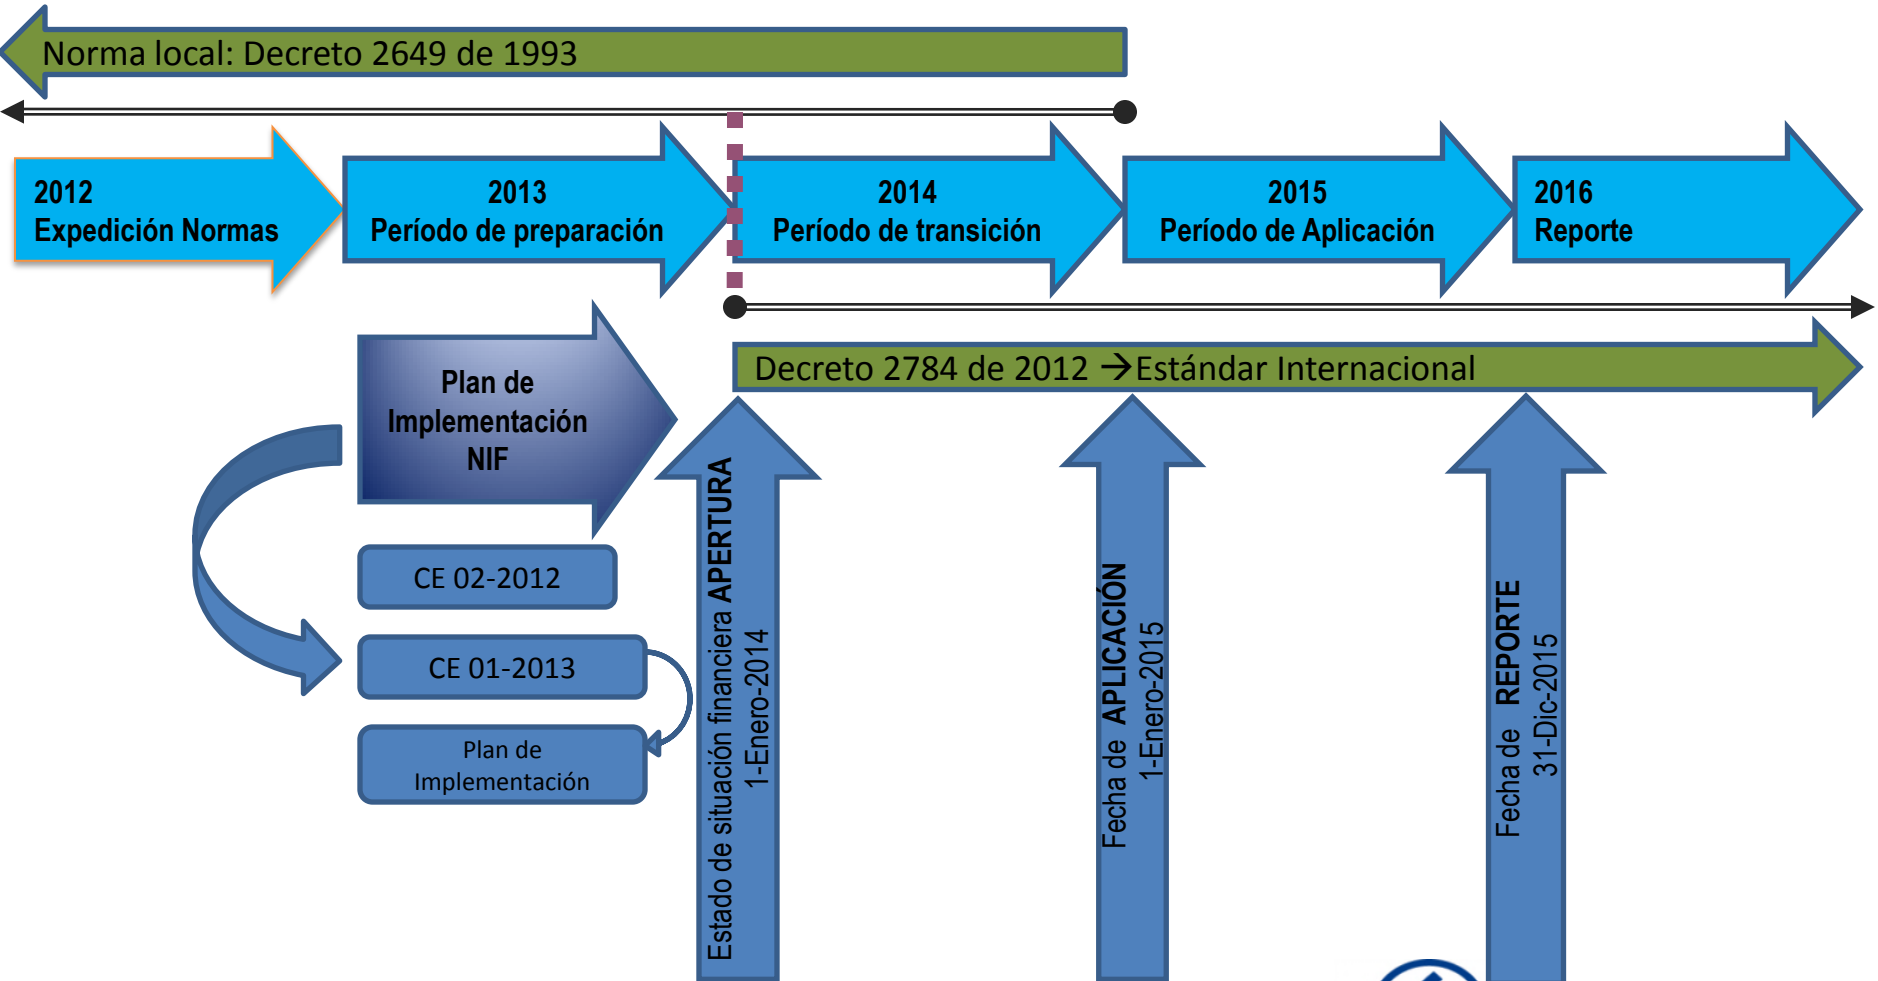 Norma local: Decreto 2649 de 1993
2012
Expedición Normas
2013
Período de preparación
2014
Período de transición
2015
Período de Aplicación
2016
Reporte
Decreto 2784 de 2012 →Estándar Internacional
Plan de
Implementación
NIF
CE 02-2012
CE 01-2013
Plan de
Implementación
Estado de situación financiera APERTURA
1-Enero-2014
Fecha de APLICACIÓN
1-Enero-2015
Fecha de REPORTE
31-Dic-2015